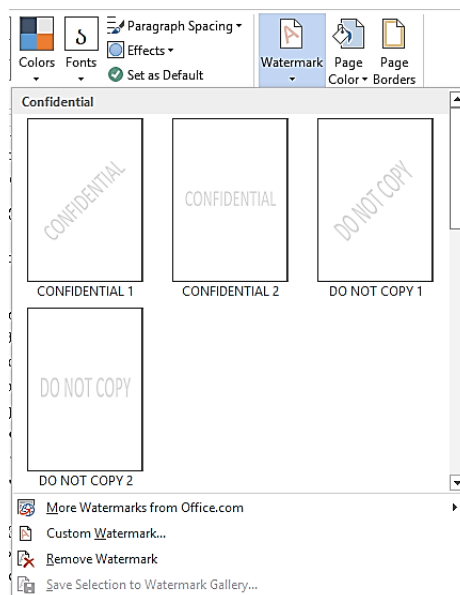 Paragraph Spacing
Effects
Set as Default
Colors Fonts
Watermark Page Color Page Borders
Confidential
CONFIDENTIAL CONFIDENTIAL DO NOT COPY
CONFIDENTIAL 1 CONFIDENTIAL 2 DO NOT COPY 1
DO NOT COPY
DO NOT COPY 2
More Watermarks from Office.com
Custom Watermark...
Remove Watermark
Save Selection to Watermark Gallery...